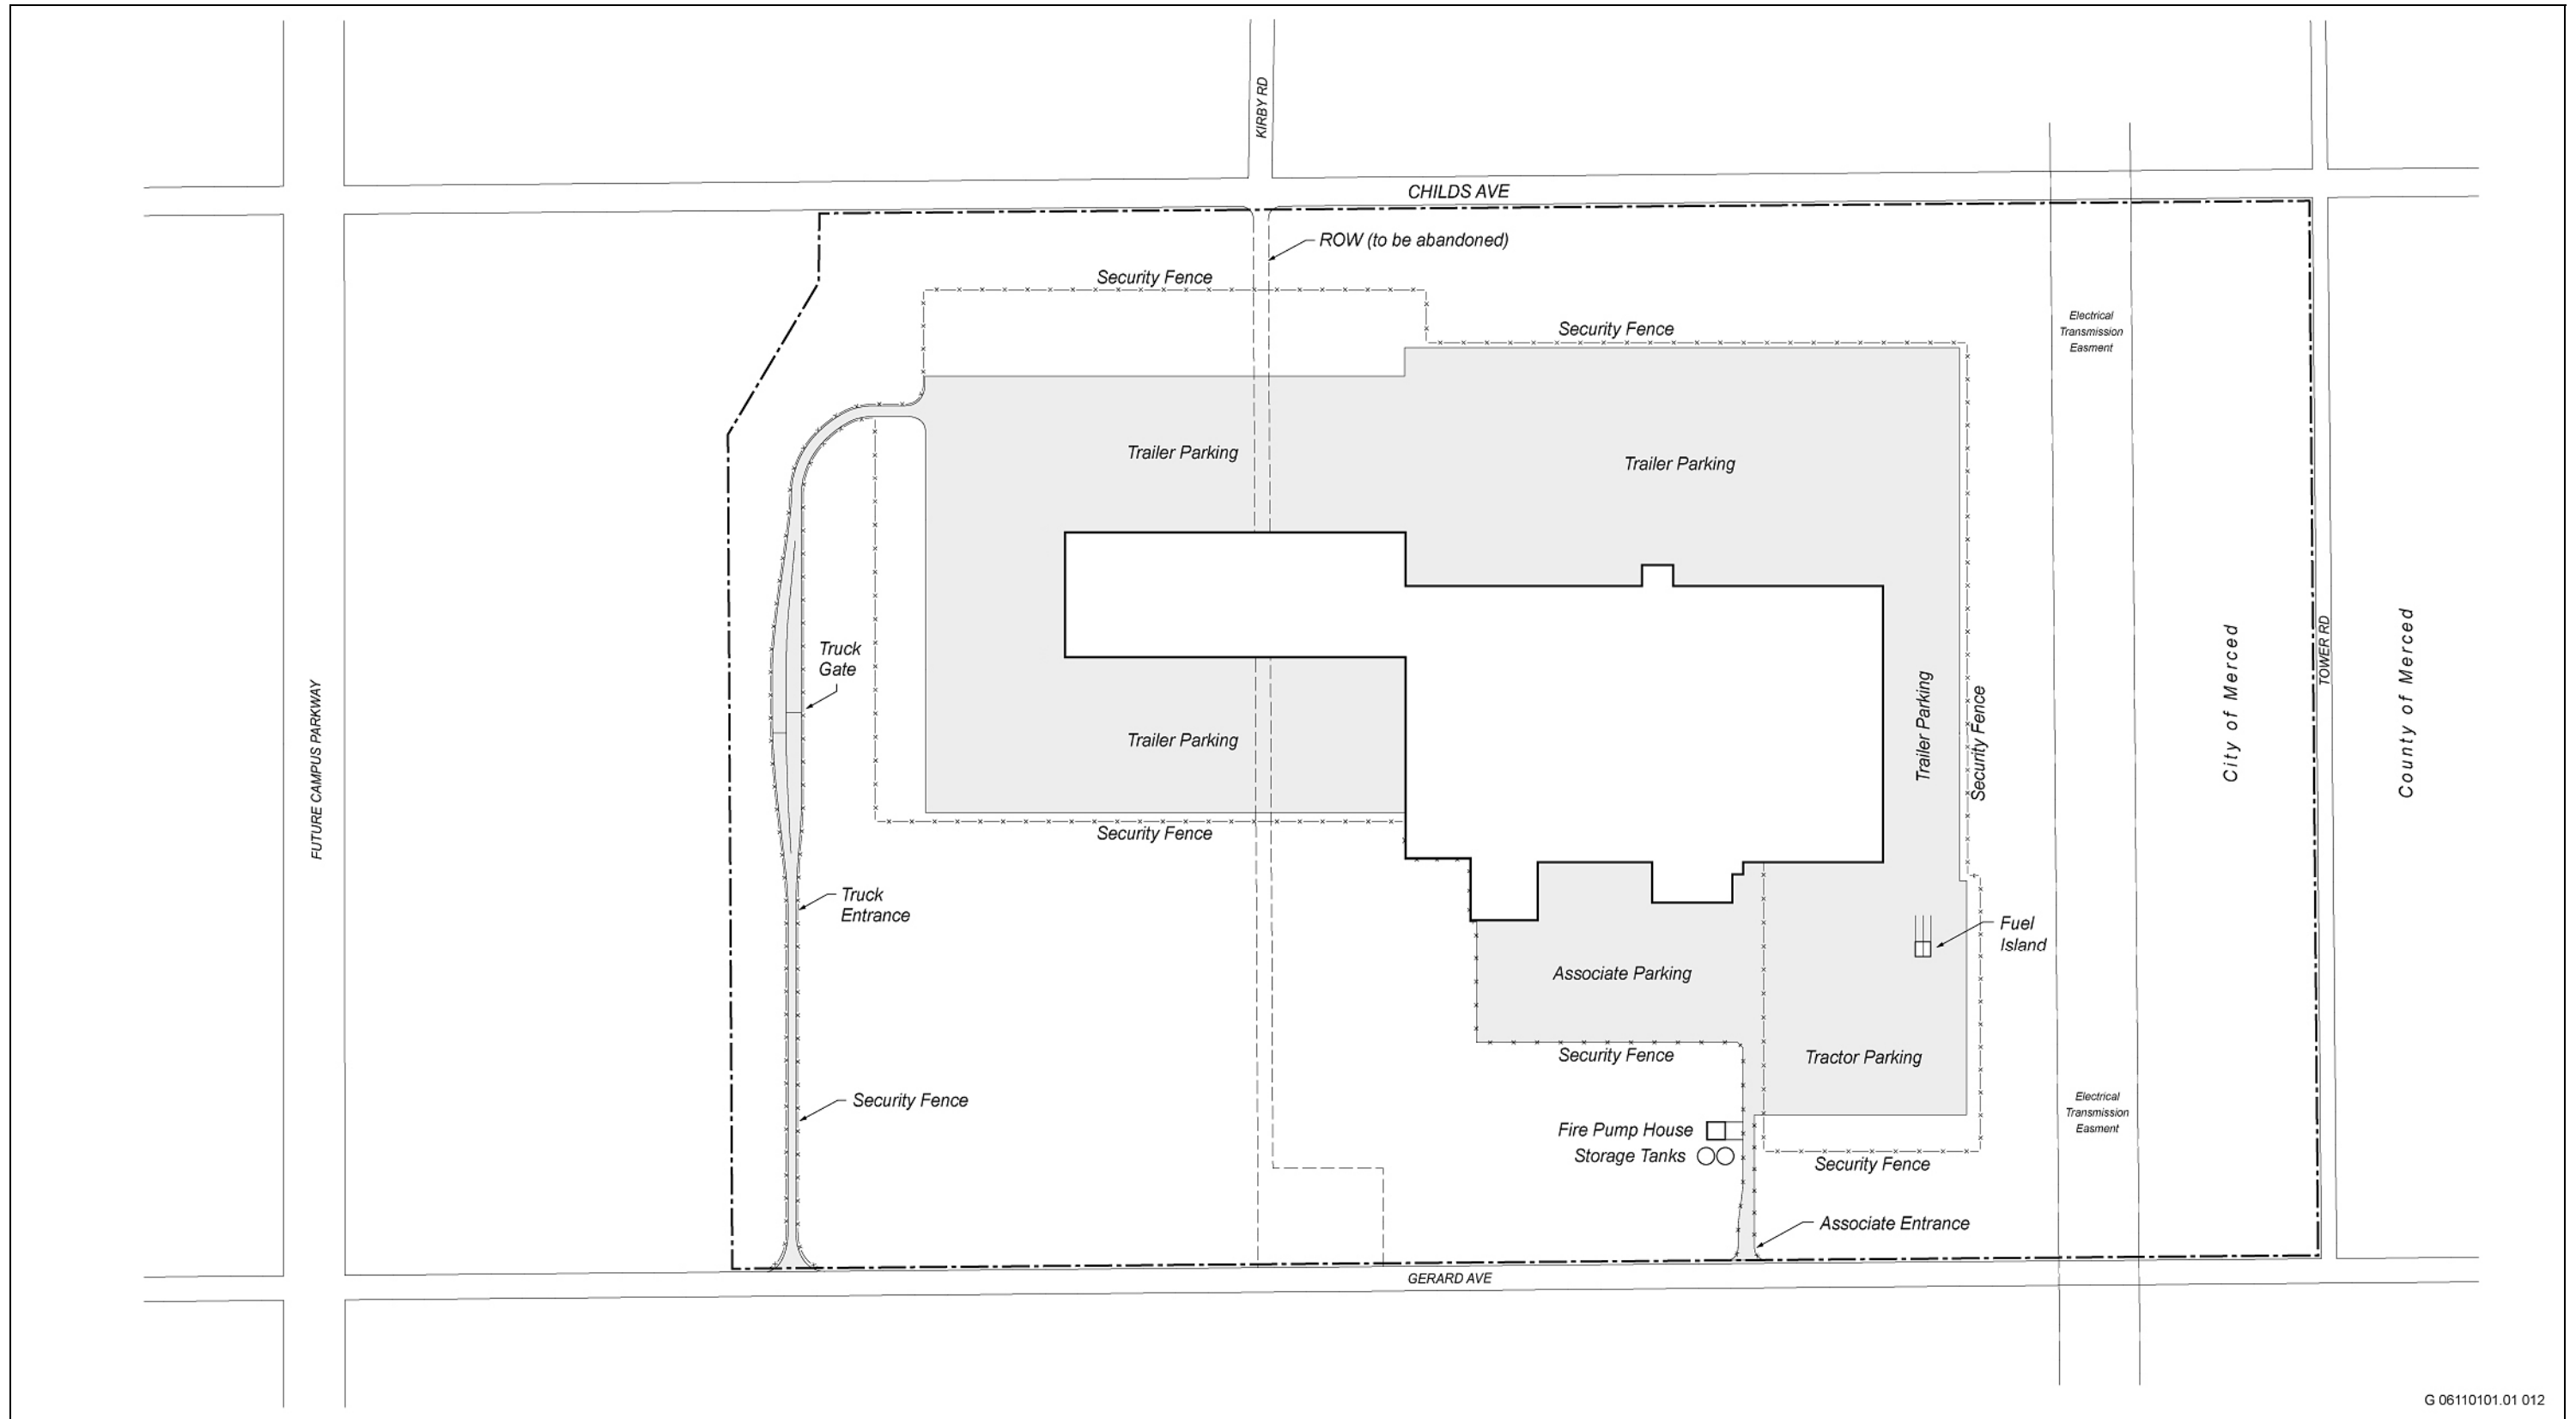 KIRBY RD
CHILDS AVE
ROW (to be abandoned)
Security Fence
Security Fence
Electrical
Transmission
Easment
Trailer Parking
Trailer Parking
Truck
Gate
FUTURE CAMPUS PARKWAY
Trailer Parking
Trailer Parking
Security Fence
City of Merced
TOWER RD
County of Merced
Security Fence
Truck
Entrance
Fuel
Island
Associate Parking
Security Fence
Tractor Parking
Security Fence
Electrical
Transmission
Easment
Fire Pump House
Storage Tanks
Security Fence
Associate Entrance
GERARD AVE
G 06110101.01 012